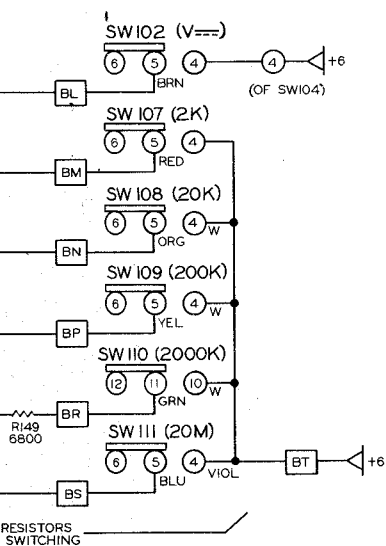 SW102 (V⎓)
6 5 4 4 +6
BRN (OF SW104)
BL
SW107 (2K)
6 5 4
RED
BM
SW108 (20K)
6 5 4
ORG W
BN
SW109 (200K)
6 5 4
YEL W
BP
SW110 (2000K)
12 11 10
GRN W
BR
R149
6800
SW111 (20M)
6 5 4
VIOL BT +6
BLU
BS
RESISTORS
SWITCHING